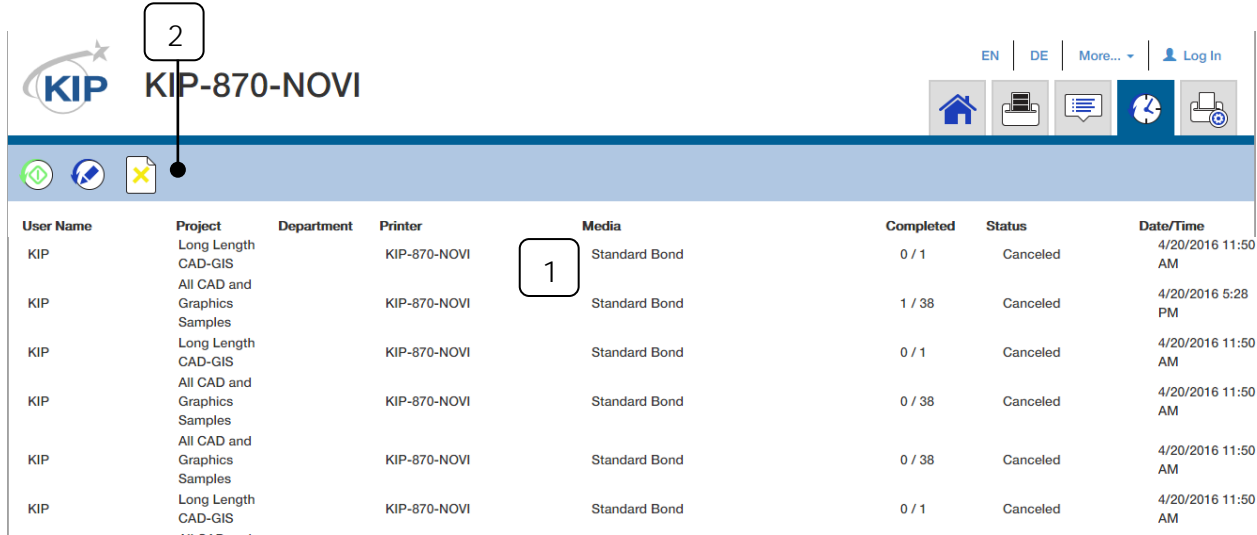 2
EN DE More... Log In
KIP KIP-870-NOVI
User Name Project Department Printer Media Completed Status Date/Time
KIP Long Length CAD-GIS KIP-870-NOVI Standard Bond 0 / 1 Canceled 4/20/2016 11:50 AM
1
KIP All CAD and Graphics Samples KIP-870-NOVI Standard Bond 1 / 38 Canceled 4/20/2016 5:28 PM
KIP Long Length CAD-GIS KIP-870-NOVI Standard Bond 0 / 1 Canceled 4/20/2016 11:50 AM
KIP All CAD and Graphics Samples KIP-870-NOVI Standard Bond 0 / 38 Canceled 4/20/2016 11:50 AM
KIP All CAD and Graphics Samples KIP-870-NOVI Standard Bond 0 / 38 Canceled 4/20/2016 11:50 AM
KIP Long Length CAD-GIS KIP-870-NOVI Standard Bond 0 / 1 Canceled 4/20/2016 11:50 AM